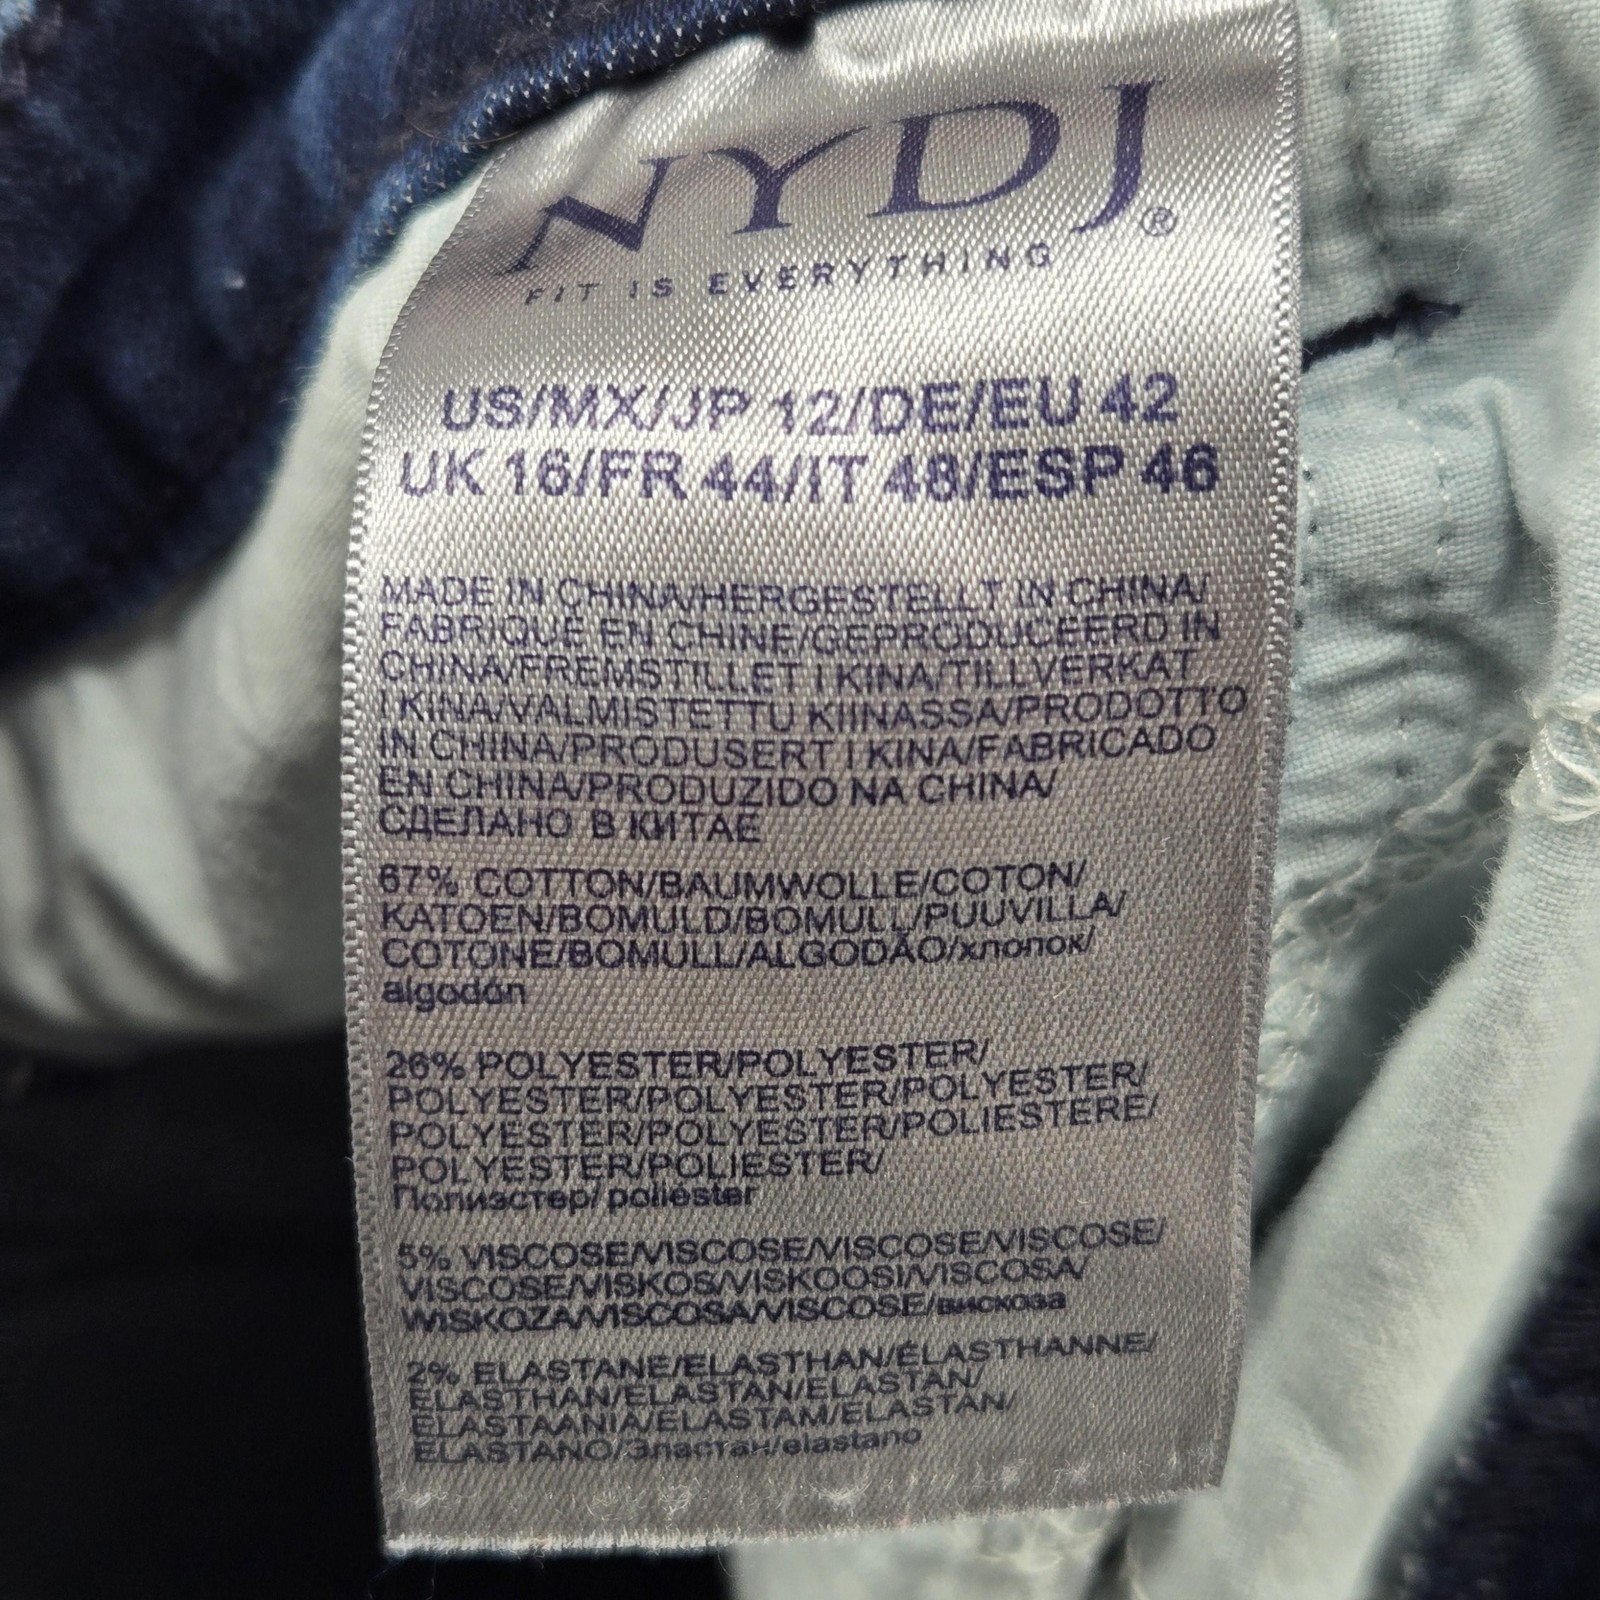 NYDJ®
FIT IS EVERYTHING
US/MX/JP 12/DE/EU 42
UK 16/FR 44/IT 48/ESP 46
MADE IN CHINA/HERGESTELLT IN CHINA/
FABRIQUÉ EN CHINE/GEPRODUCEERD IN
CHINA/FREMSTILLET I KINA/TILLVERKAT
I KINA/VALMISTETTU KIINASSA/PRODOTTO
IN CHINA/PRODUSERT I KINA/FABRICADO
EN CHINA/PRODUZIDO NA CHINA/
СДЕЛАНО В КИТАЕ
67% COTTON/BAUMWOLLE/COTON/
KATOEN/BOMULD/BOMULL/PUUVILLA/
COTONE/BOMULL/ALGODÃO/хлопок/
algodón
26% POLYESTER/POLYESTER/
POLYESTER/POLYESTER/POLYESTER/
POLYESTER/POLYESTER/POLIESTERE/
POLYESTER/POLIESTER/
Полиэстер/ poliéster
5% VISCOSE/VISCOSE/VISCOSE/VISCOSE/
VISCOSE/VISKOS/VISKOOSI/VISCOSA/
WISKOZA/VISCOSA/VISCOSE/вискоза
2% ELASTANE/ELASTHAN/ÉLASTHANNE/
ELASTHAN/ELASTAN/ELASTAN/
ELASTAANIA/ELASTAM/ELASTAN/
ELASTANO/Эластан/elastano